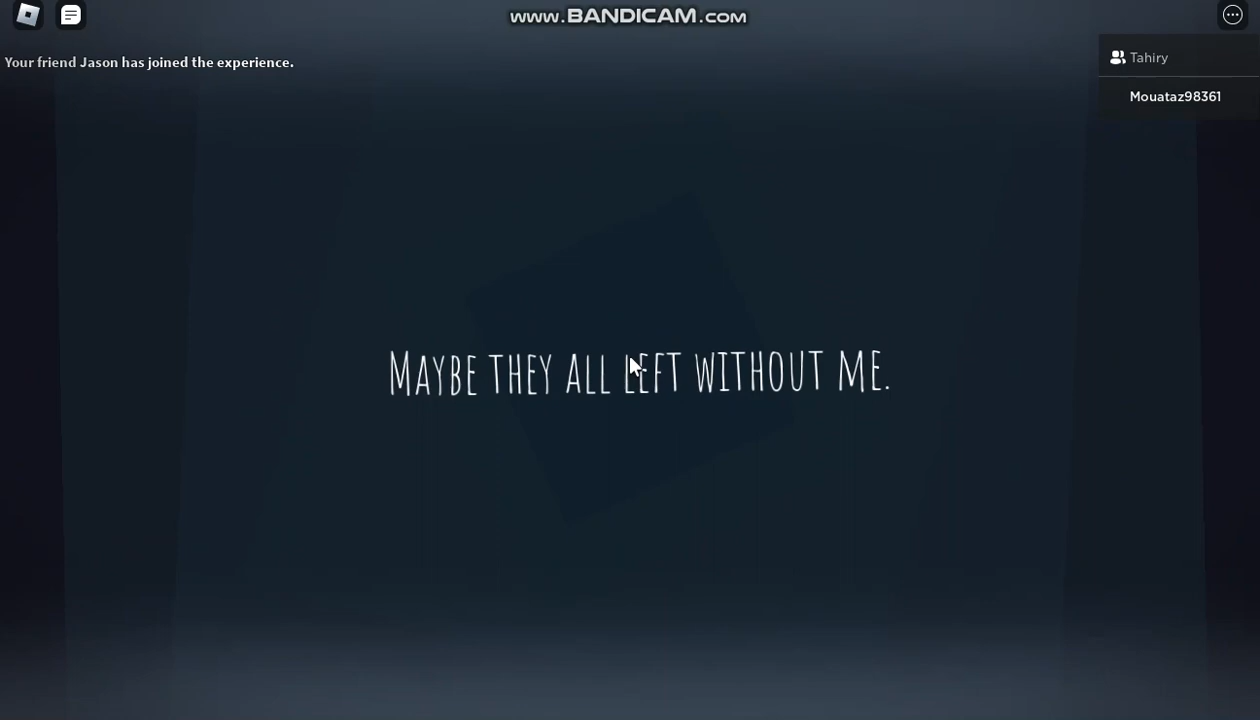 www.BANDICAM.com
Your friend Jason has joined the experience.
Tahiry
Mouataz98361
MAYBE THEY ALL LEFT WITHOUT ME.